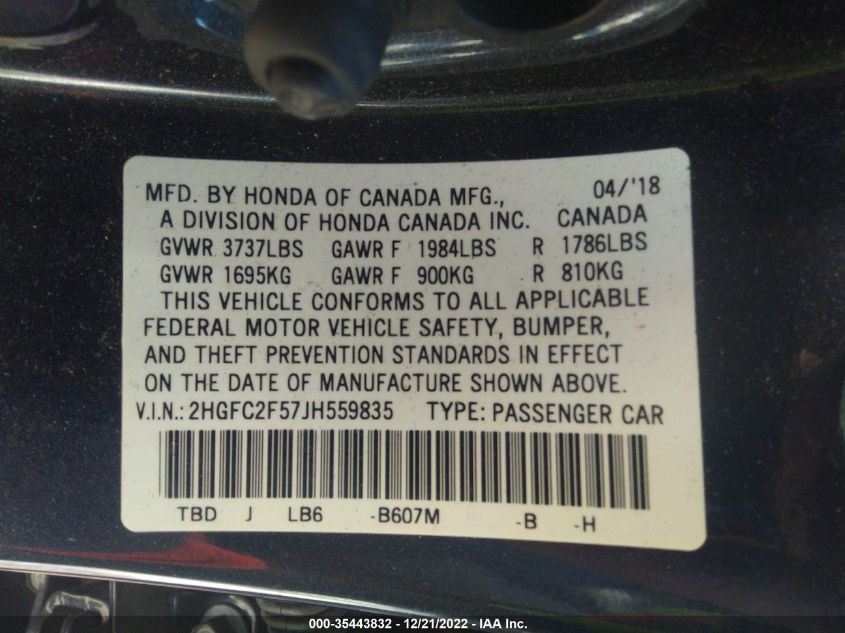 MFD. BY HONDA OF CANADA MFG., 04/'18
A DIVISION OF HONDA CANADA INC. CANADA
GVWR 3737LBS GAWR F 1984LBS R 1786LBS
GVWR 1695KG GAWR F 900KG R 810KG
THIS VEHICLE CONFORMS TO ALL APPLICABLE
FEDERAL MOTOR VEHICLE SAFETY, BUMPER,
AND THEFT PREVENTION STANDARDS IN EFFECT
ON THE DATE OF MANUFACTURE SHOWN ABOVE.
V.I.N.: 2HGFC2F57JH559835 TYPE: PASSENGER CAR
TBD J LB6 -B607M -B -H
000-35443832 - 12/21/2022 - IAA Inc.